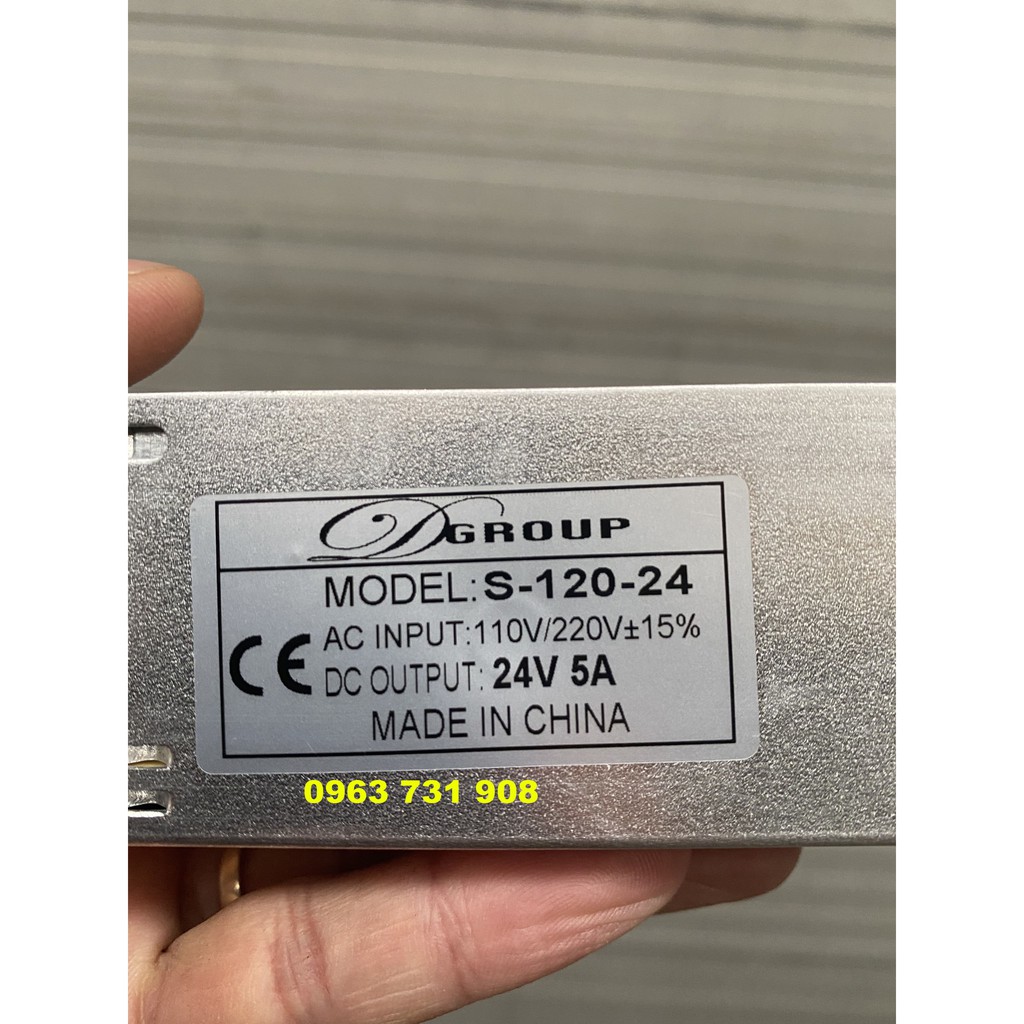 DGROUP
MODEL: S-120-24
AC INPUT:110V/220V±15%
CE DC OUTPUT: 24V 5A
MADE IN CHINA
0963 731 908